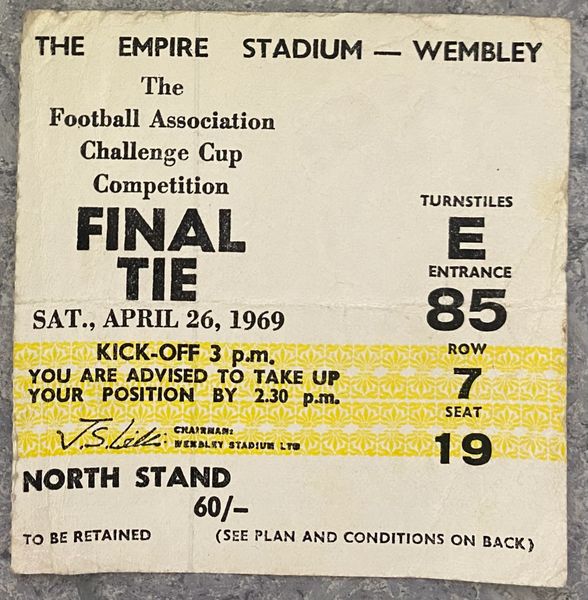 THE EMPIRE STADIUM — WEMBLEY
The
Football Association
Challenge Cup
Competition
FINAL
TIE
SAT., APRIL 26, 1969
KICK-OFF 3 p.m.
YOU ARE ADVISED TO TAKE UP
YOUR POSITION BY 2.30 p.m.
CHAIRMAN:
WEMBLEY STADIUM LTD
NORTH STAND
60/-
TO BE RETAINED
TURNSTILES
E
ENTRANCE
85
ROW
7
SEAT
19
(SEE PLAN AND CONDITIONS ON BACK)